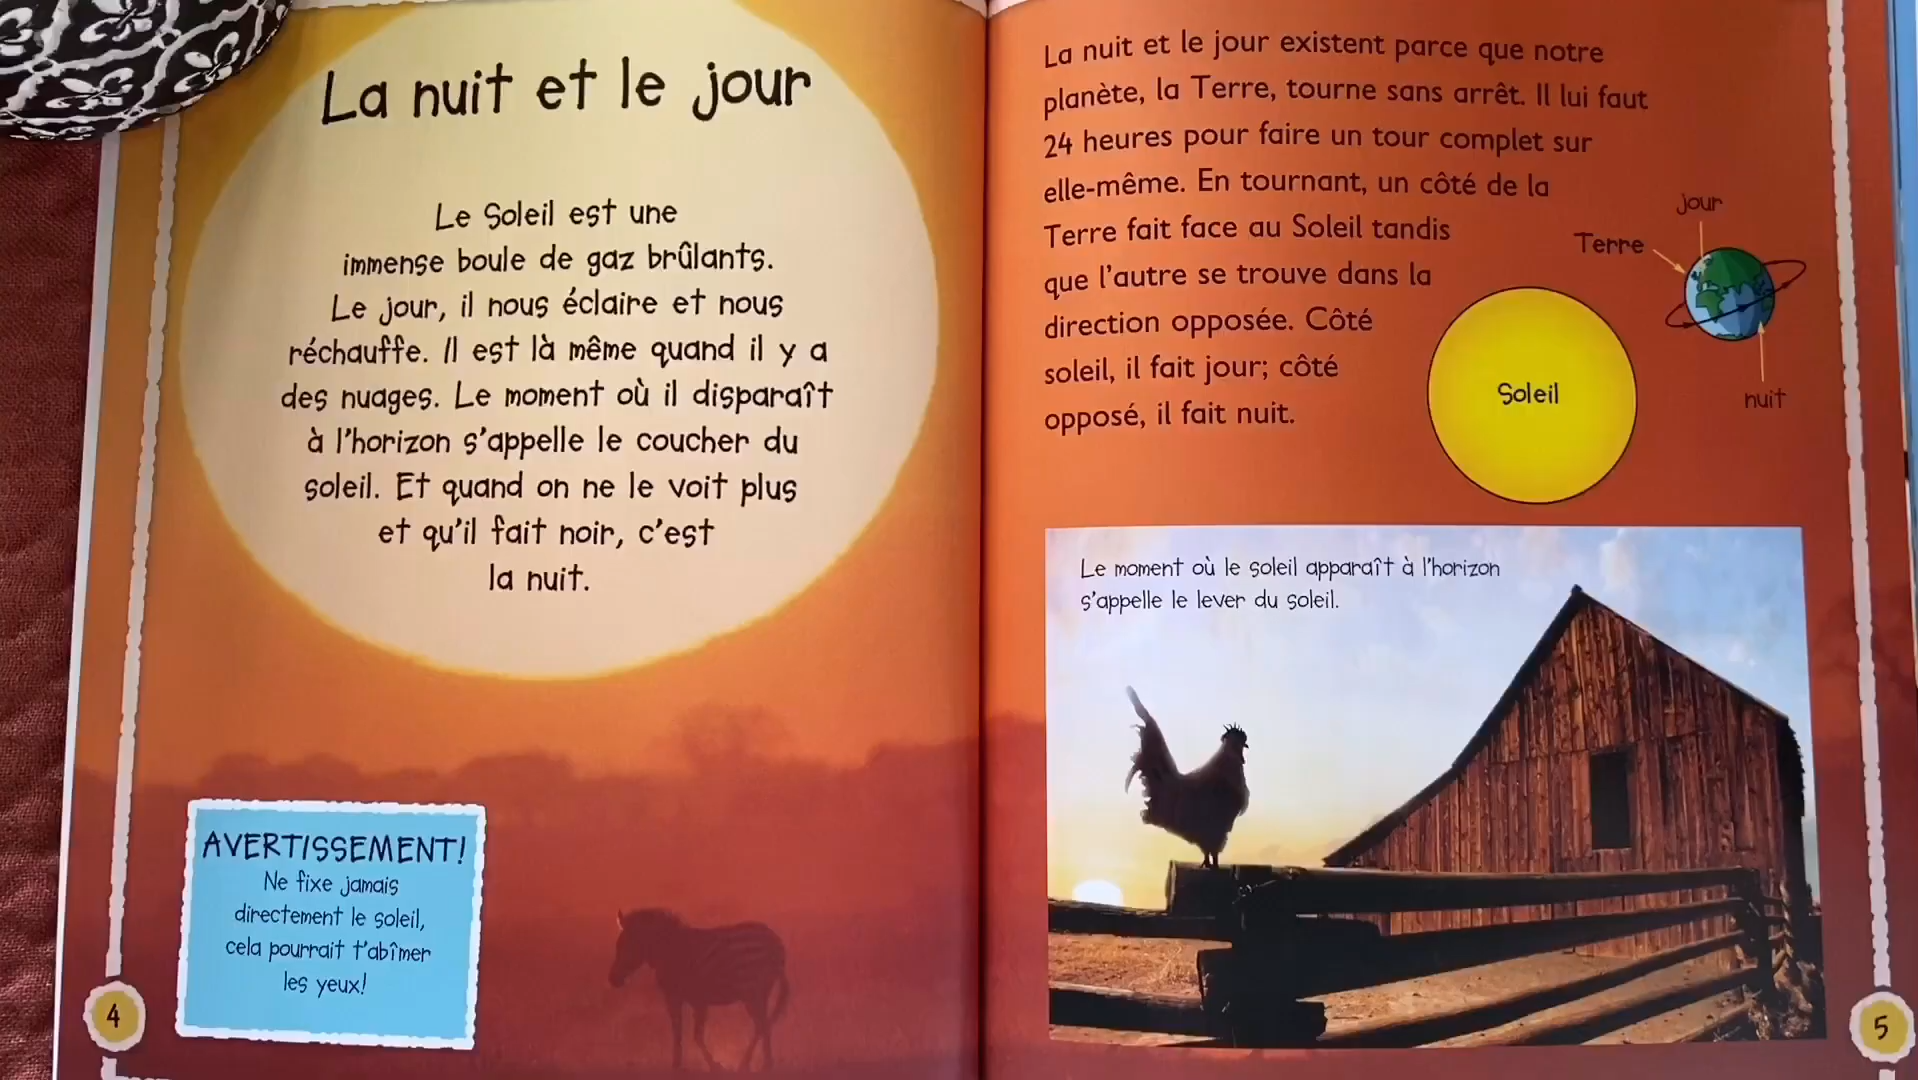 La nuit et le jour
Le Soleil est une
immense boule de gaz brûlants.
Le jour, il nous éclaire et nous
réchauffe. Il est là même quand il y a
des nuages. Le moment où il disparaît
à l'horizon s'appelle le coucher du
soleil. Et quand on ne le voit plus
et qu'il fait noir, c'est
la nuit.
AVERTISSEMENT!
Ne fixe jamais
directement le soleil,
cela pourrait t'abîmer
les yeux!
4
La nuit et le jour existent parce que notre
planète, la Terre, tourne sans arrêt. Il lui faut
24 heures pour faire un tour complet sur
elle-même. En tournant, un côté de la
Terre fait face au Soleil tandis
que l'autre se trouve dans la
direction opposée. Côté
soleil, il fait jour; côté
opposé, il fait nuit.
jour
Terre
Soleil
nuit
Le moment où le soleil apparaît à l'horizon
s'appelle le lever du soleil.
5